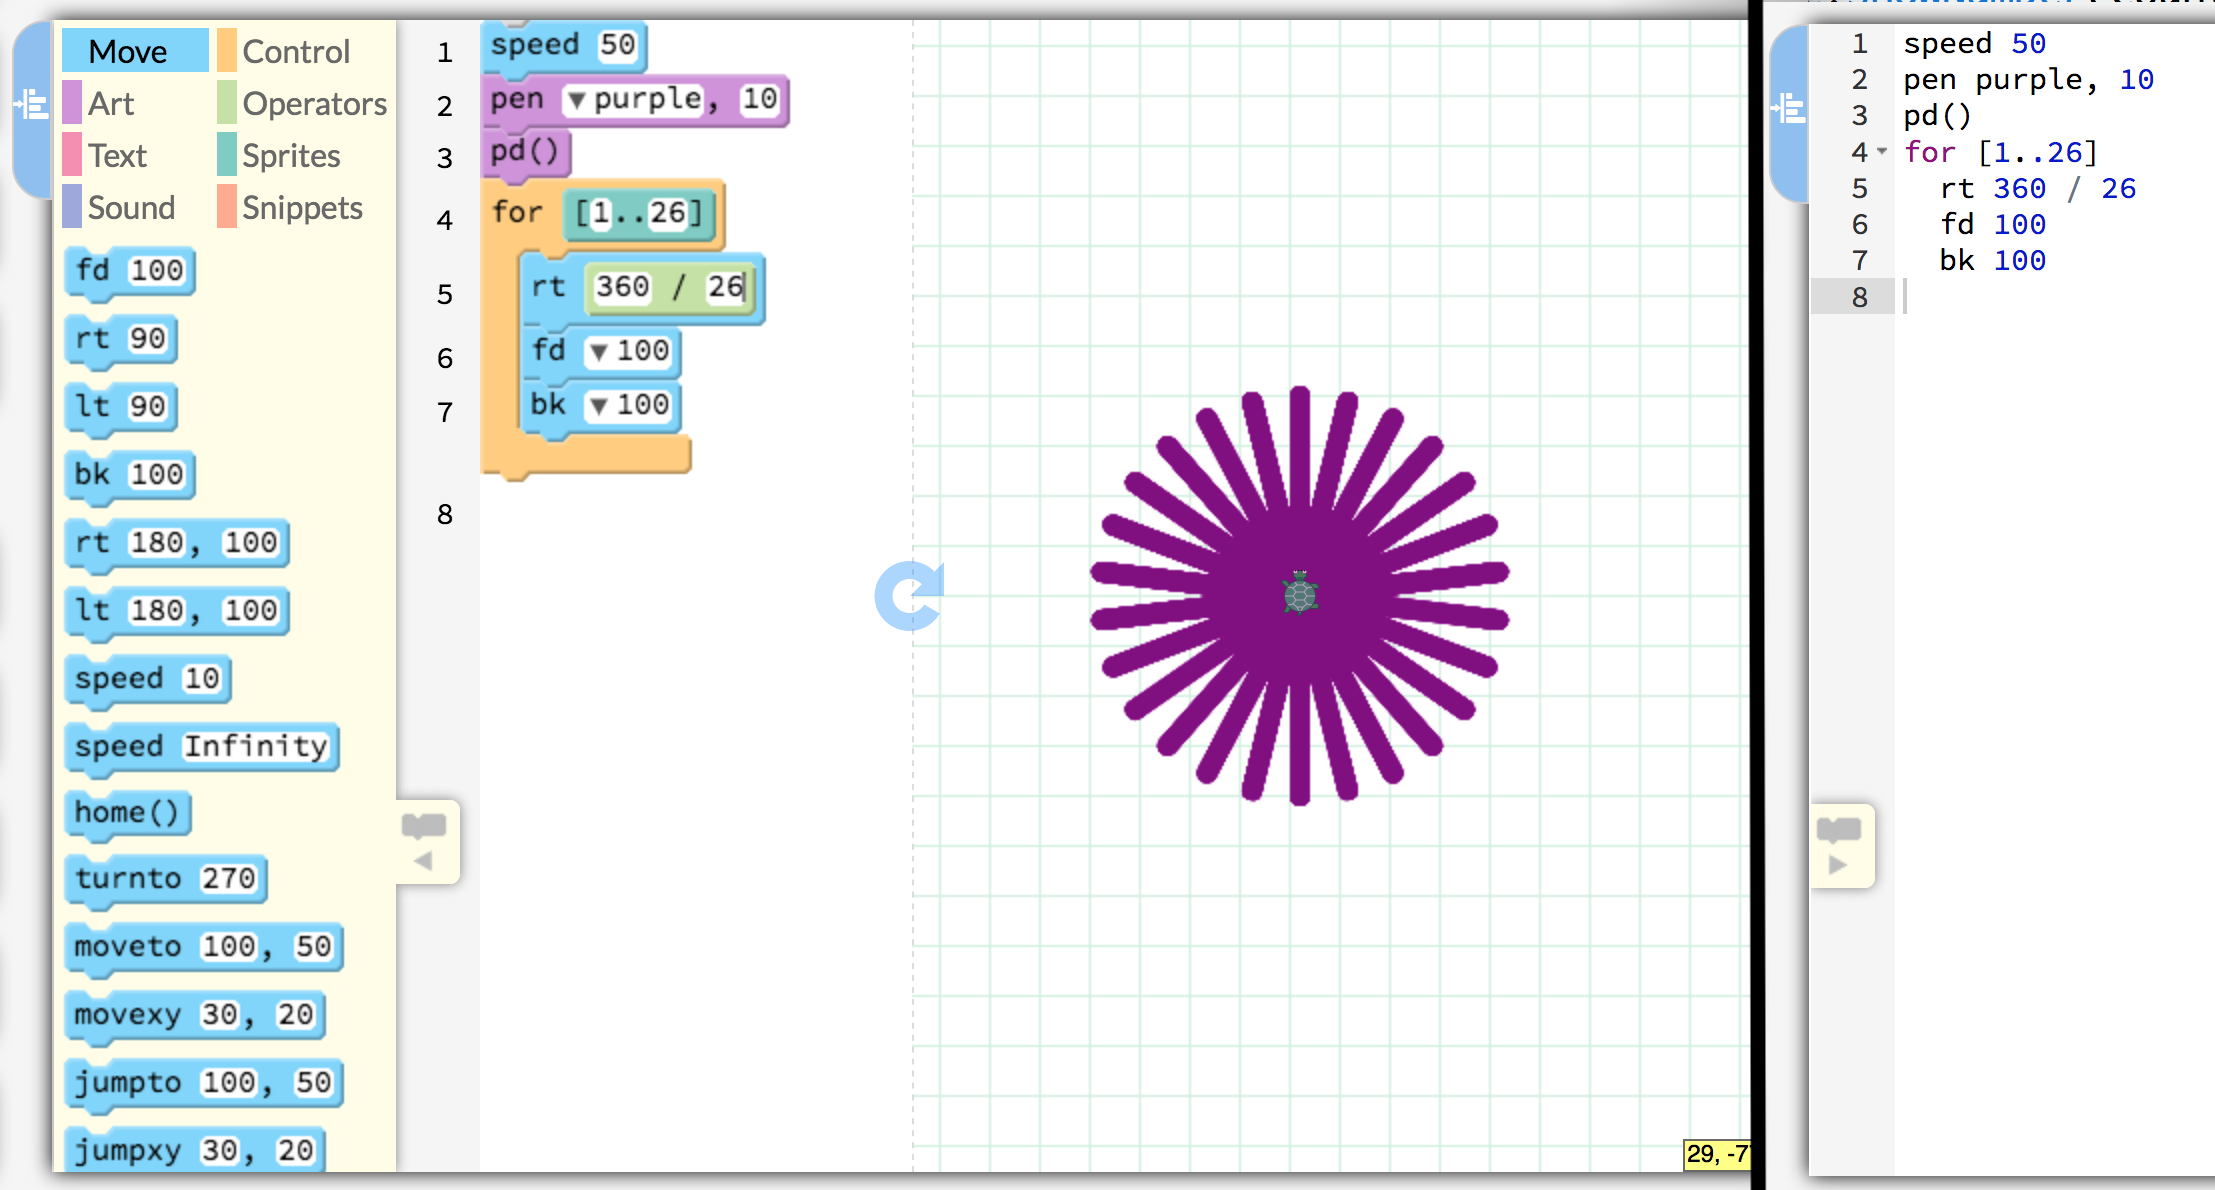 Move Control
Art Operators
Text Sprites
Sound Snippets
fd 100
rt 90
lt 90
bk 100
rt 180, 100
lt 180, 100
speed 10
speed Infinity
home()
turnto 270
moveto 100, 50
movexy 30, 20
jumpto 100, 50
jumpxy 30, 20
1 speed 50
2 pen ▼ purple, 10
3 pd()
4 for [1..26]
5 rt 360 / 26
6 fd ▼ 100
7 bk ▼ 100
8
29, -7
1 speed 50
2 pen purple, 10
3 pd()
4 for [1..26]
5 rt 360 / 26
6 fd 100
7 bk 100
8